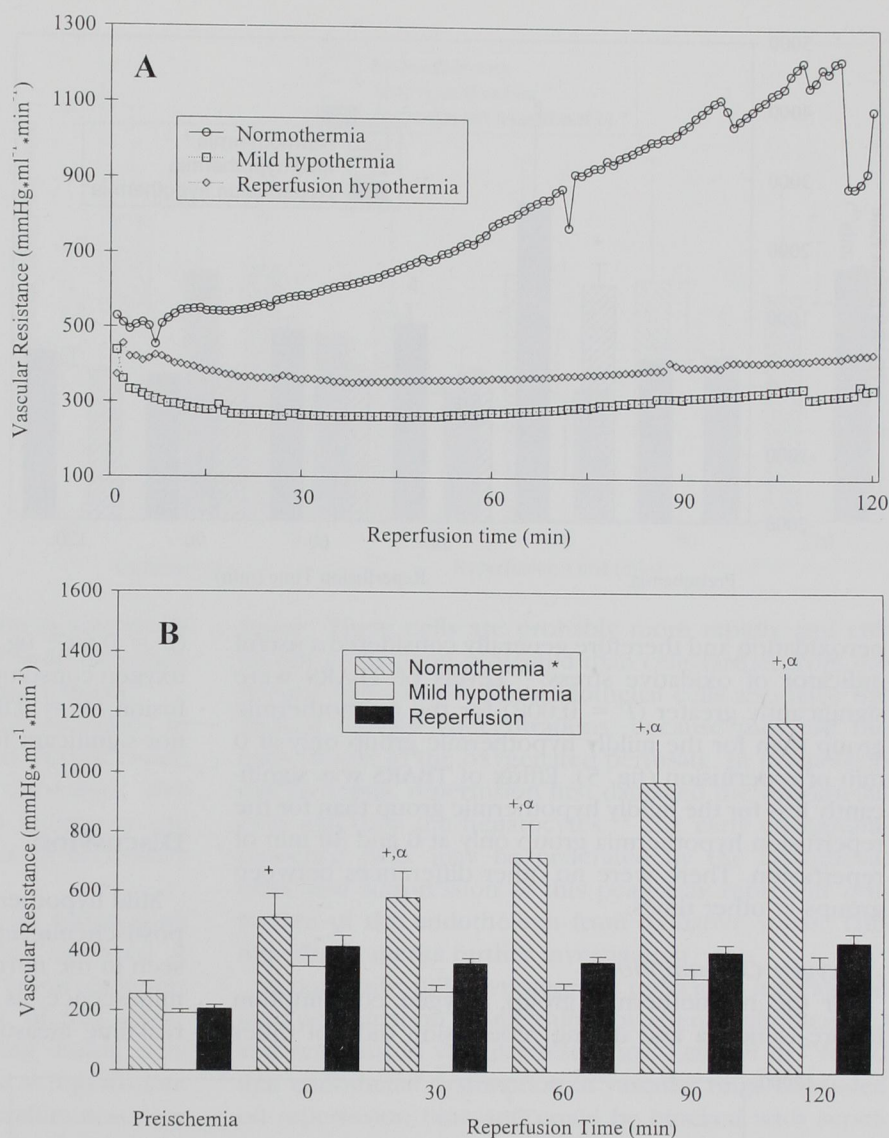 A
1300
1100
900
700
500
300
100
Vascular Resistance (mmHg*ml⁻¹*min⁻¹)
Normothermia
Mild hypothermia
Reperfusion hypothermia
0
30
60
90
120
Reperfusion time (min)
B
1600
1400
1200
1000
800
600
400
200
0
Vascular Resistance (mmHg*ml⁻¹*min⁻¹)
Normothermia *
Mild hypothermia
Reperfusion
+
+,α
+,α
+,α
+,α
0
30
60
90
120
Preischemia
Reperfusion Time (min)